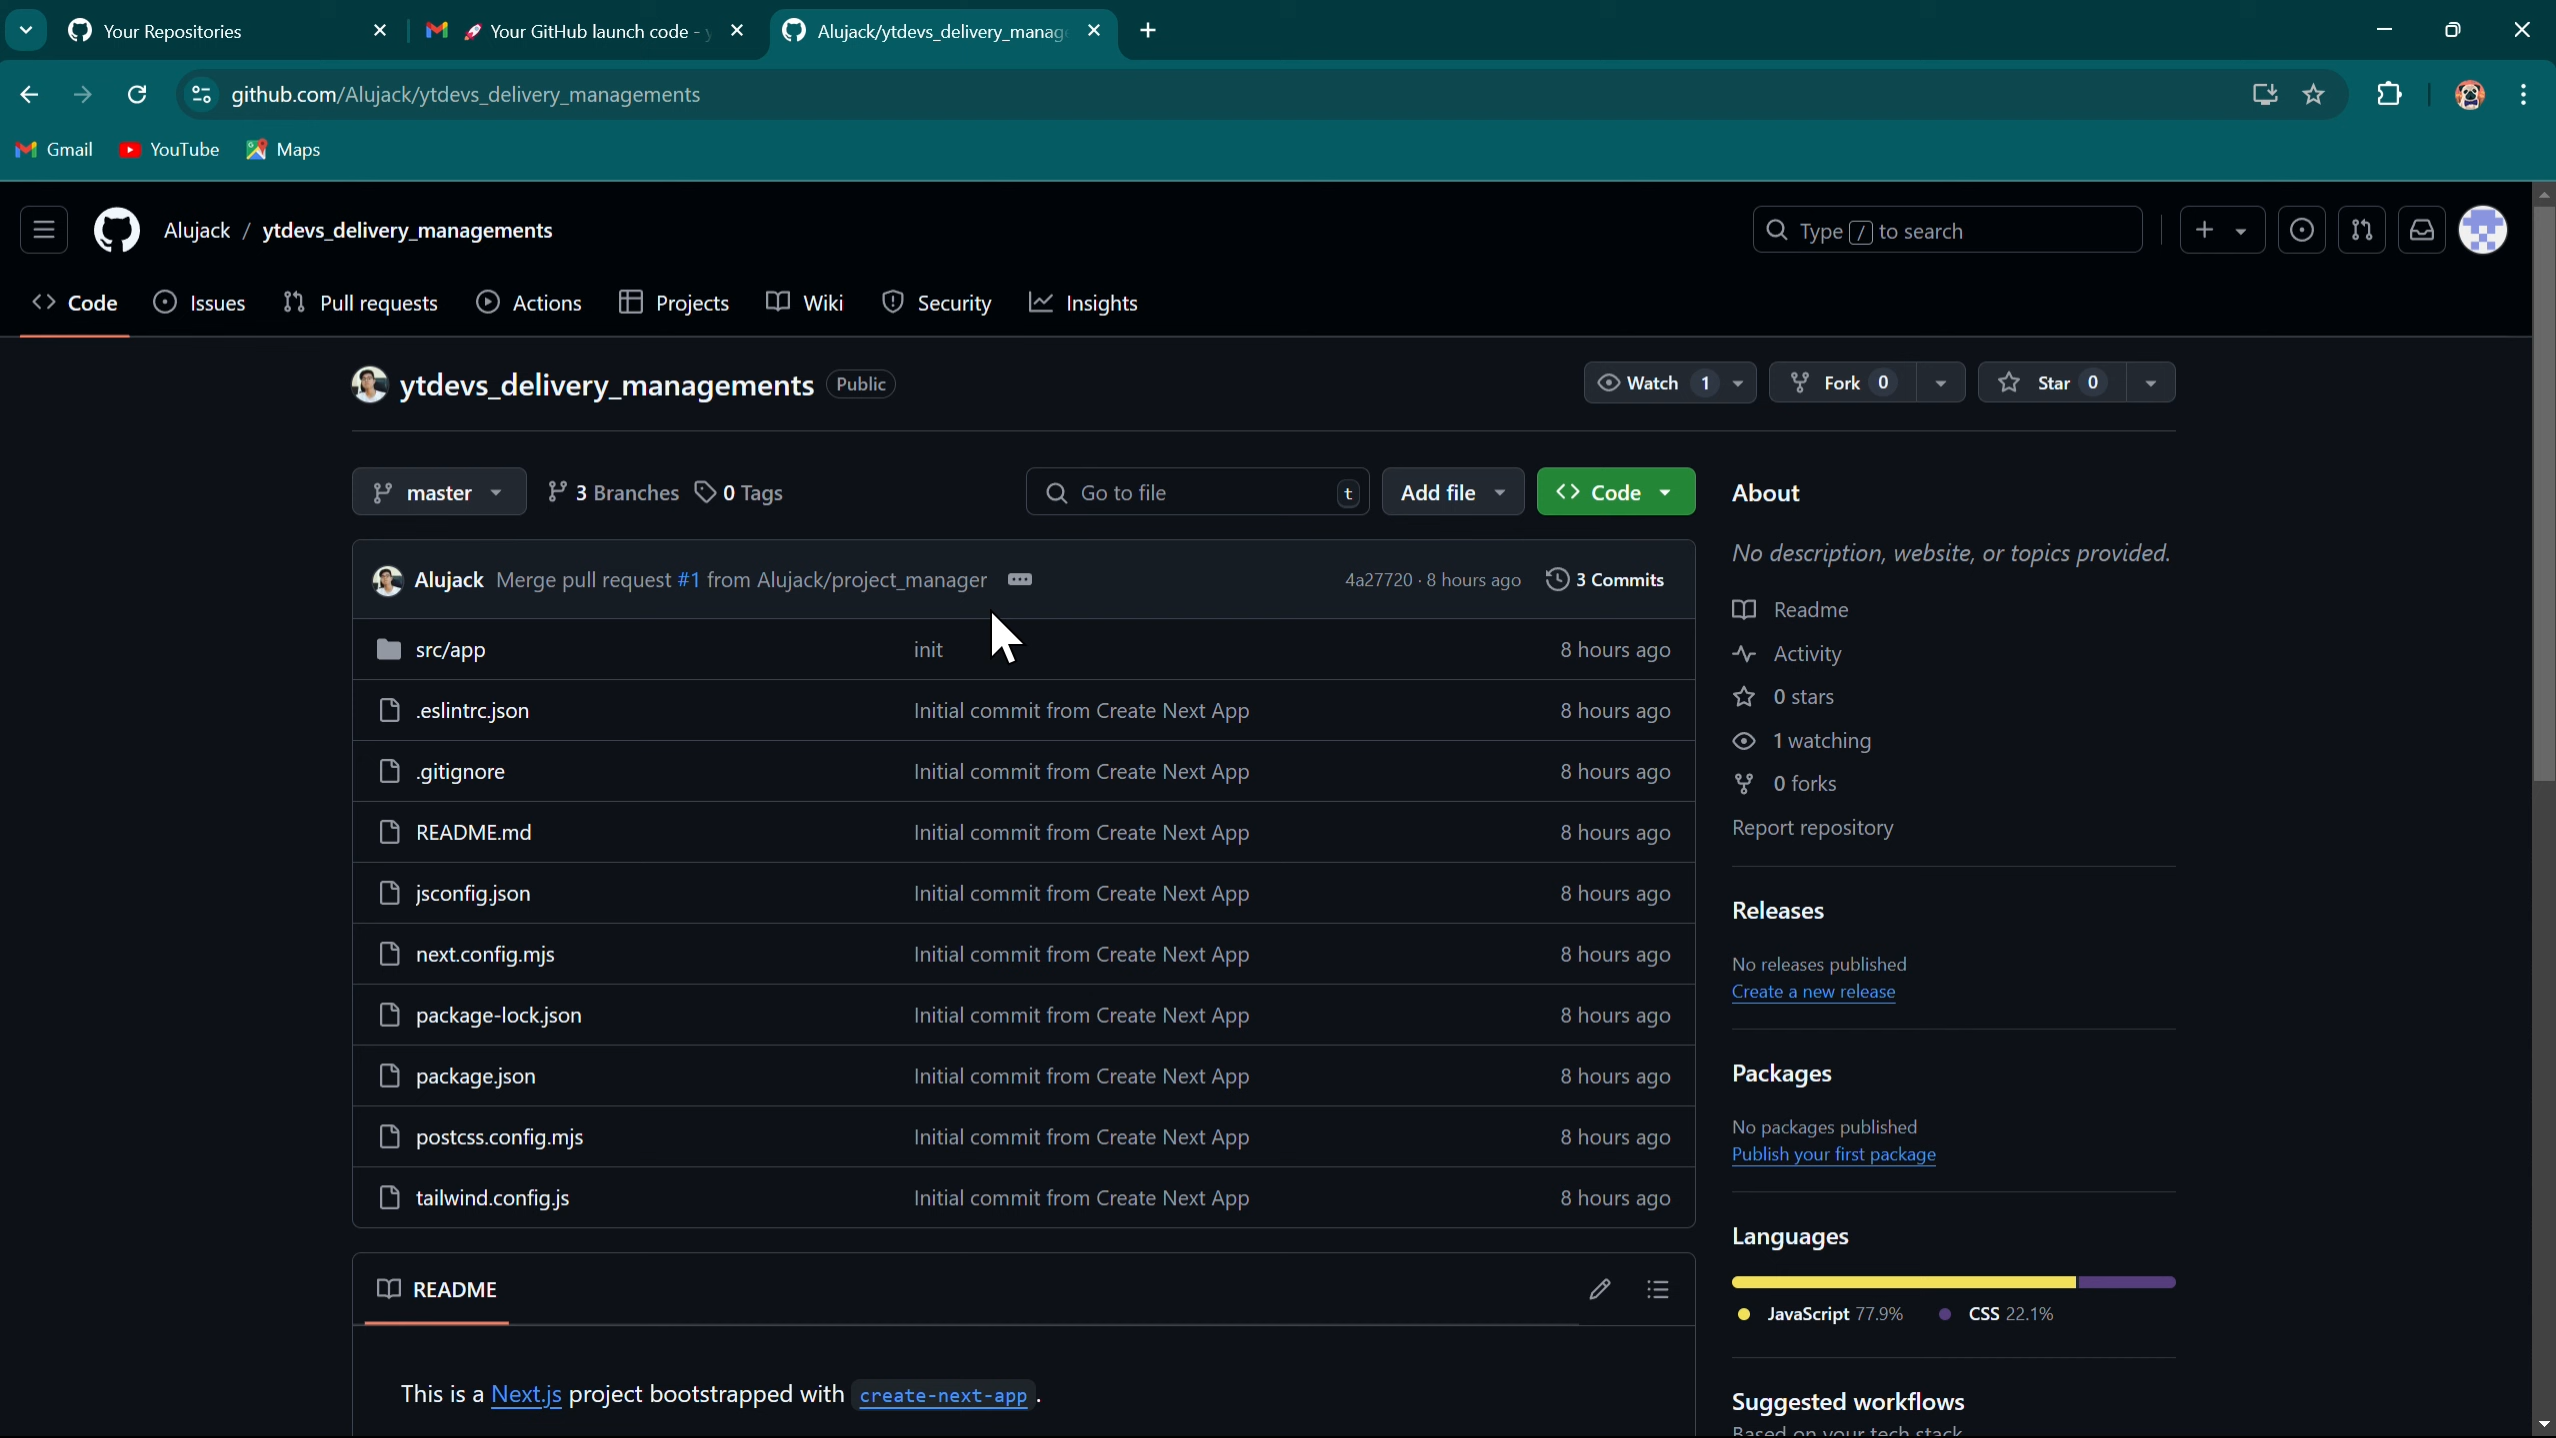 Your Repositories
🚀 Your GitHub launch code -
Alujack/ytdevs_delivery_manag
github.com/Alujack/ytdevs_delivery_managements
Gmail YouTube Maps
Alujack / ytdevs_delivery_managements
Type / to search
Code Issues Pull requests Actions Projects Wiki Security Insights
ytdevs_delivery_managements Public
Watch 1 Fork 0 Star 0
master 3 Branches 0 Tags
Go to file t Add file Code
Alujack Merge pull request #1 from Alujack/project_manager 4a27720 · 8 hours ago 3 Commits
src/app init 8 hours ago
.eslintrc.json Initial commit from Create Next App 8 hours ago
.gitignore Initial commit from Create Next App 8 hours ago
README.md Initial commit from Create Next App 8 hours ago
jsconfig.json Initial commit from Create Next App 8 hours ago
next.config.mjs Initial commit from Create Next App 8 hours ago
package-lock.json Initial commit from Create Next App 8 hours ago
package.json Initial commit from Create Next App 8 hours ago
postcss.config.mjs Initial commit from Create Next App 8 hours ago
tailwind.config.js Initial commit from Create Next App 8 hours ago
README
This is a Next.js project bootstrapped with create-next-app.
About
No description, website, or topics provided.
Readme
Activity
0 stars
1 watching
0 forks
Report repository
Releases
No releases published
Create a new release
Packages
No packages published
Publish your first package
Languages
JavaScript 77.9% CSS 22.1%
Suggested workflows
Based on your tech stack